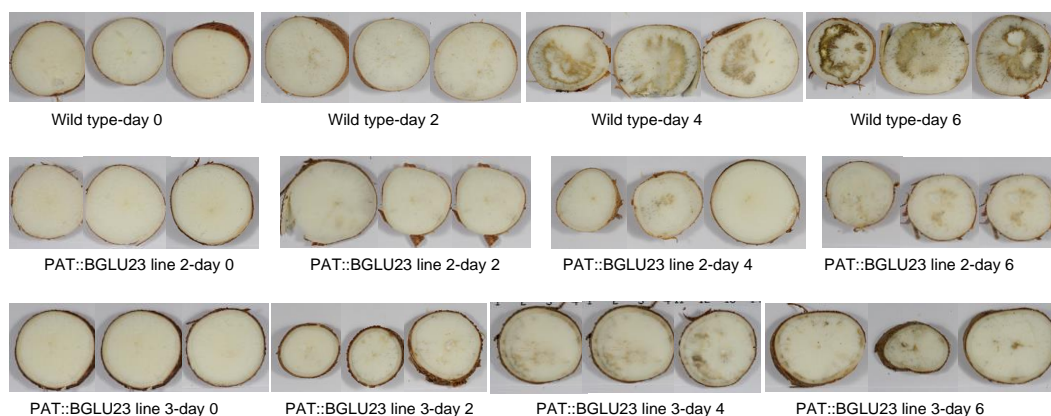 Wild type-day 0
Wild type-day 2
Wild type-day 4
Wild type-day 6
PAT::BGLU23 line 2-day 0
PAT::BGLU23 line 2-day 2
PAT::BGLU23 line 2-day 4
PAT::BGLU23 line 2-day 6
PAT::BGLU23 line 3-day 0
PAT::BGLU23 line 3-day 2
PAT::BGLU23 line 3-day 4
PAT::BGLU23 line 3-day 6